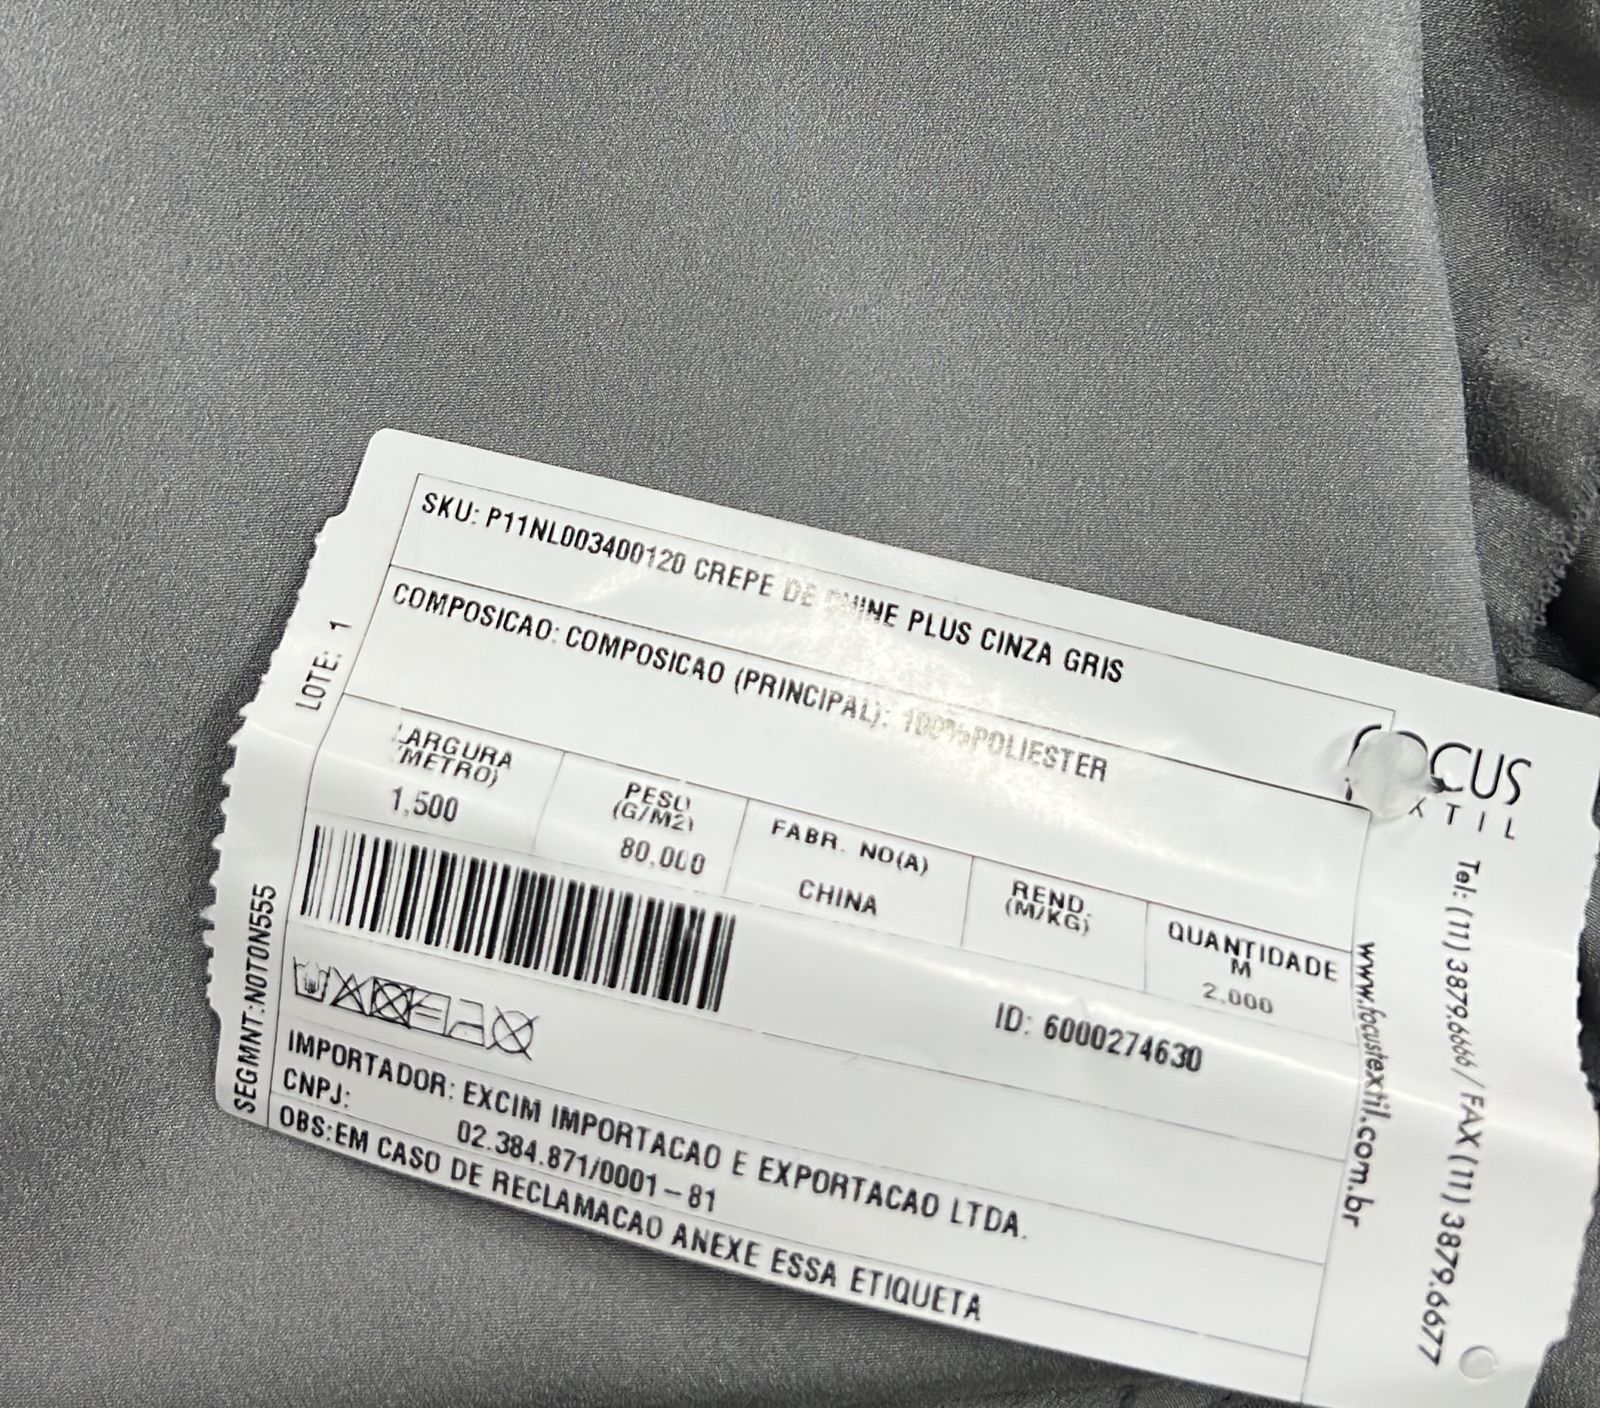 SKU: P11NL003400120 CREPE DE CHINE PLUS CINZA GRIS
COMPOSICAO: COMPOSICAO (PRINCIPAL): 100%POLIESTER
LARGURA
(METRO)
1,500
PESO
(G/M2)
80,000
FABR. NO(A)
CHINA
REND.
(M/KG)
QUANTIDADE
M
2,000
ID: 6000274630
IMPORTADOR: EXCIM IMPORTACAO E EXPORTACAO LTDA.
CNPJ:
02.384.871/0001-81
OBS:EM CASO DE RECLAMACAO ANEXE ESSA ETIQUETA
LOTE: 1
SEGMNT:NOTON555
FOCUS
TEXTIL
www.focustextil.com.br
Tel: (11) 3879.6666 / FAX (11) 3879.6677